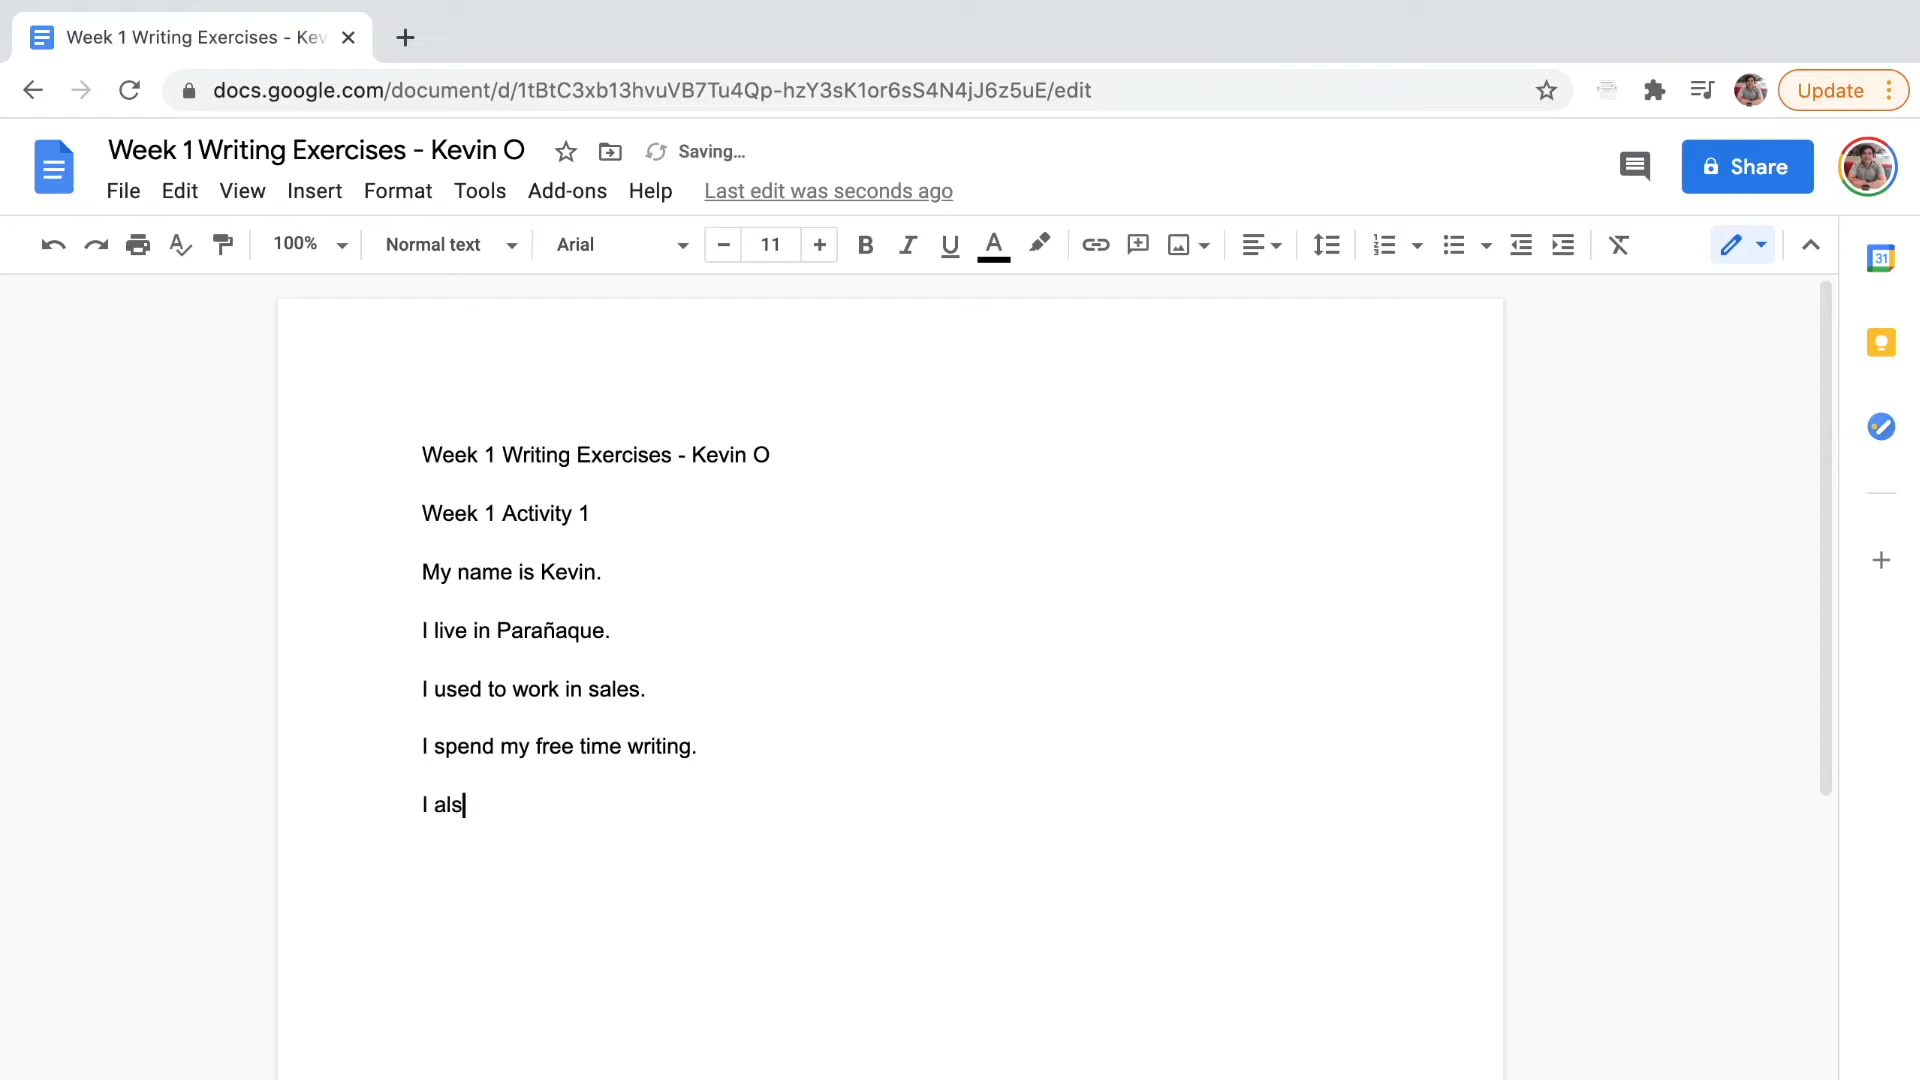 Week 1 Writing Exercises - Kev
docs.google.com/document/d/1tBtC3xb13hvuVB7Tu4Qp-hzY3sK1or6sS4N4jJ6z5uE/edit
Update
Week 1 Writing Exercises - Kevin O
Saving...
Share
File Edit View Insert Format Tools Add-ons Help Last edit was seconds ago
100% Normal text Arial 11
31
Week 1 Writing Exercises - Kevin O
Week 1 Activity 1
My name is Kevin.
I live in Parañaque.
I used to work in sales.
I spend my free time writing.
I als